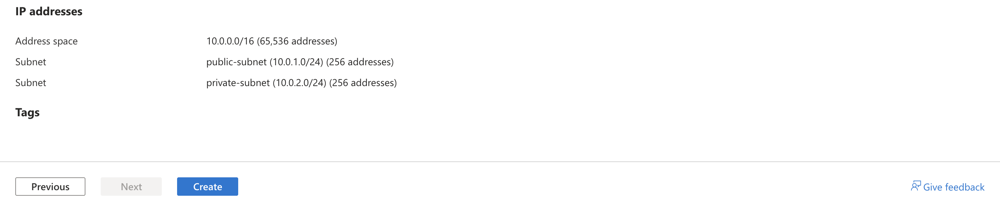 IP addresses
Address space 10.0.0.0/16 (65,536 addresses)
Subnet public-subnet (10.0.1.0/24) (256 addresses)
Subnet private-subnet (10.0.2.0/24) (256 addresses)
Tags
Previous Next Create Give feedback